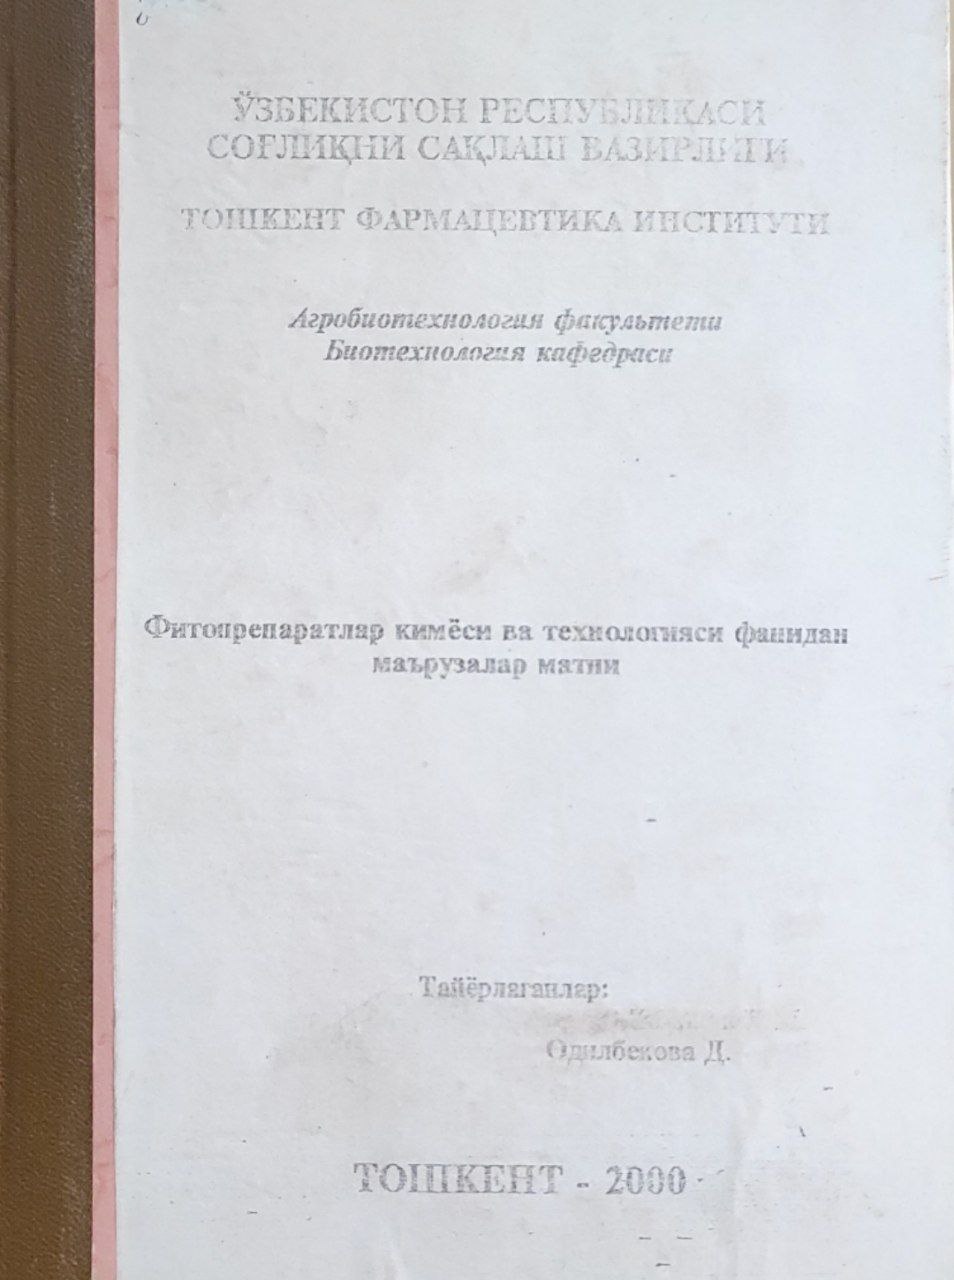 ЎЗБЕКИСТОН РЕСПУБЛИКАСИ
СОҒЛИҚНИ САҚЛАШ ВАЗИРЛИГИ
ТОШКЕНТ ФАРМАЦЕВТИКА ИНСТИТУТИ
Агробиотехнология факультети
Биотехнология кафедраси
Фитопрепаратлар кимёси ва технологияси фанидан
маърузалар матни
Тайёрлаганлар:
Одилбекова Д.
ТОШКЕНТ - 2000